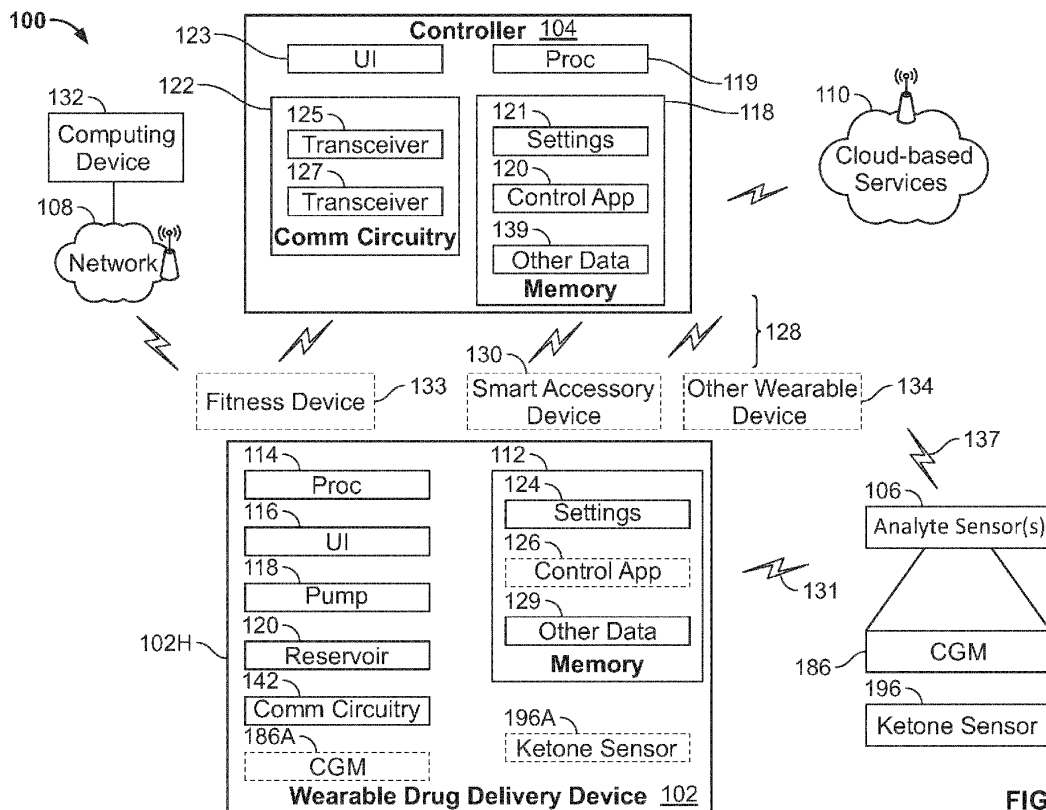 100
Controller 104
123
UI
Proc
119
122
125
Transceiver
127
Transceiver
Comm Circuitry
118
121
Settings
120
Control App
139
Other Data
Memory
132
Computing
Device
108
Network
110
Cloud-based
Services
128
Fitness Device
133
130
Smart Accessory
Device
Other Wearable
Device
134
137
114
Proc
116
UI
118
Pump
120
Reservoir
142
Comm Circuitry
186A
CGM
102H
112
124
Settings
126
Control App
129
Other Data
Memory
196A
Ketone Sensor
Wearable Drug Delivery Device 102
131
106
Analyte Sensor(s)
CGM
186
196
Ketone Sensor
FIG